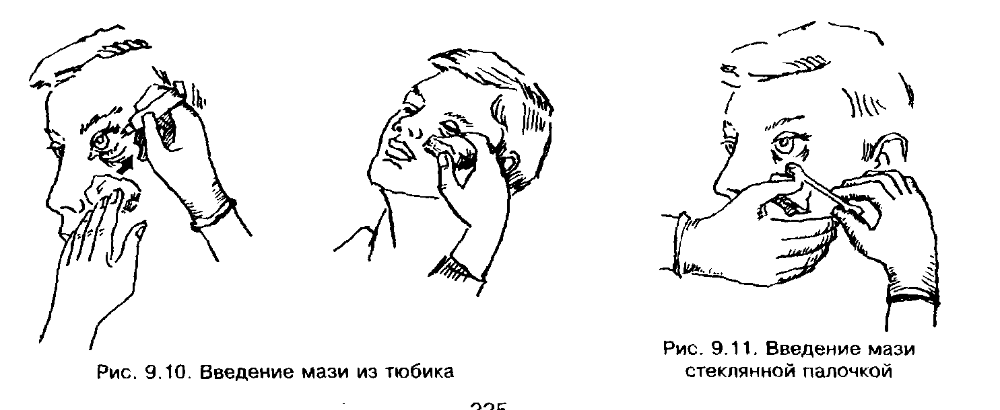 Рис. 9.10. Введение мази из тюбика
Рис. 9.11. Введение мази
стеклянной палочкой